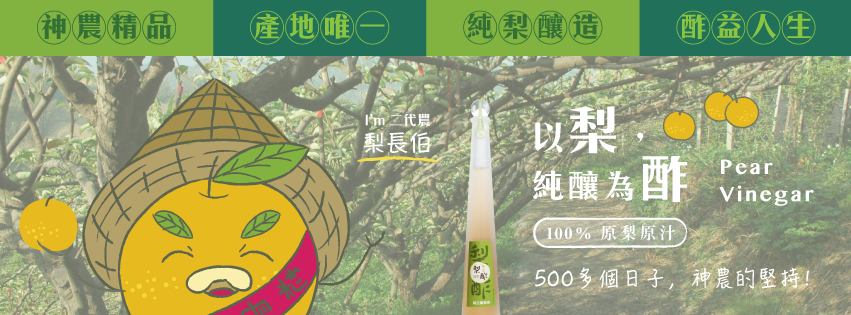 神農精品 產地唯一 純梨釀造 酢益人生
I'm 二代農
梨長伯
以梨，
純釀為酢
Pear
Vinegar
100% 原梨原汁
500多個日子，神農的堅持！